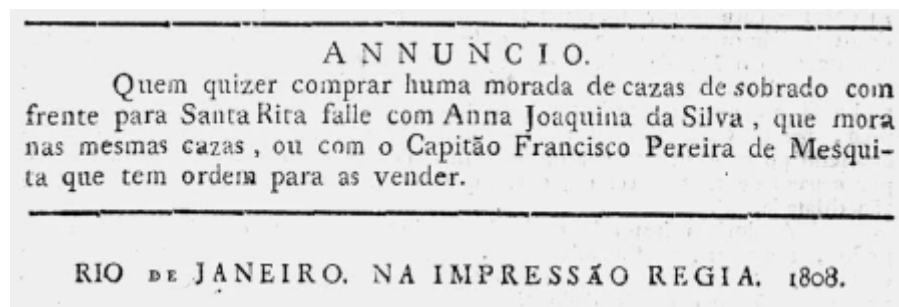 ANNUNCIO.
Quem quizer comprar huma morada de cazas de sobrado com
frente para Santa Rita falle com Anna Joaquina da Silva, que mora
nas mesmas cazas, ou com o Capitão Francisco Pereira de Mesqui-
ta que tem ordem para as vender.
RIO DE JANEIRO. NA IMPRESSÃO REGIA. 1808.